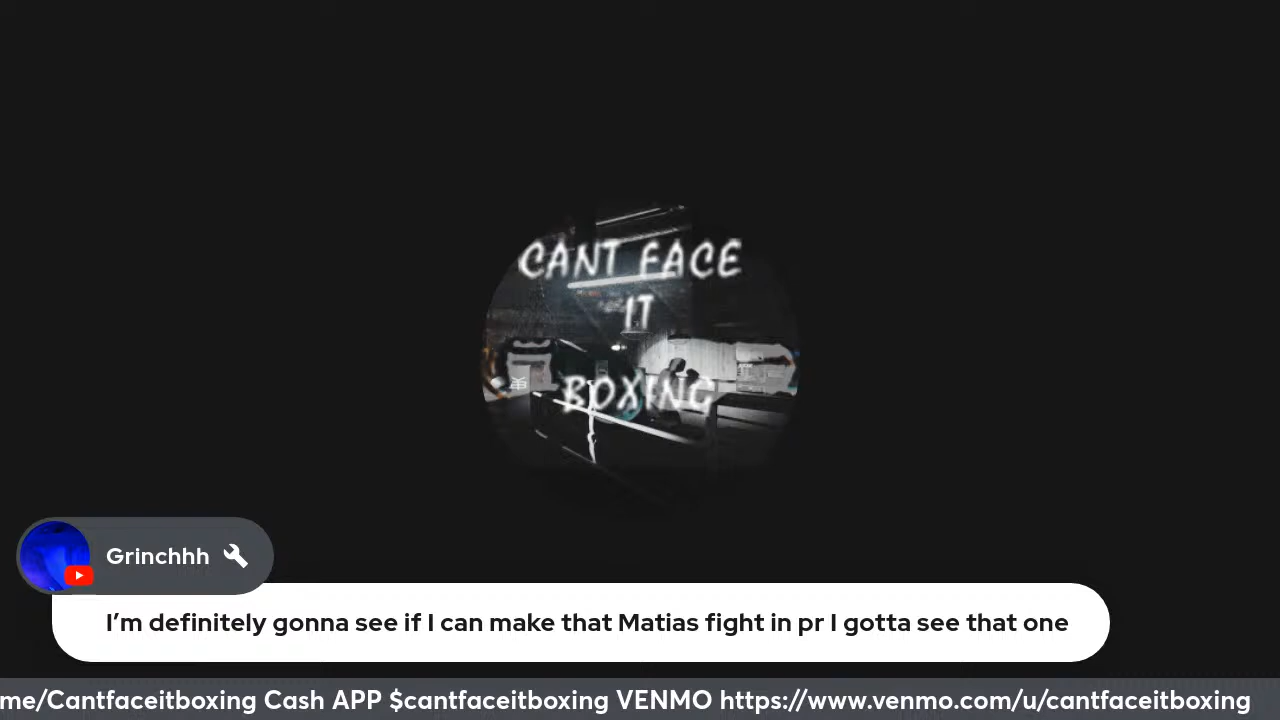 CANT FACE
IT
BOXING
Grinchhh
I’m definitely gonna see if I can make that Matias fight in pr I gotta see that one
me/Cantfaceitboxing Cash APP $cantfaceitboxing VENMO https://www.venmo.com/u/cantfaceitboxing